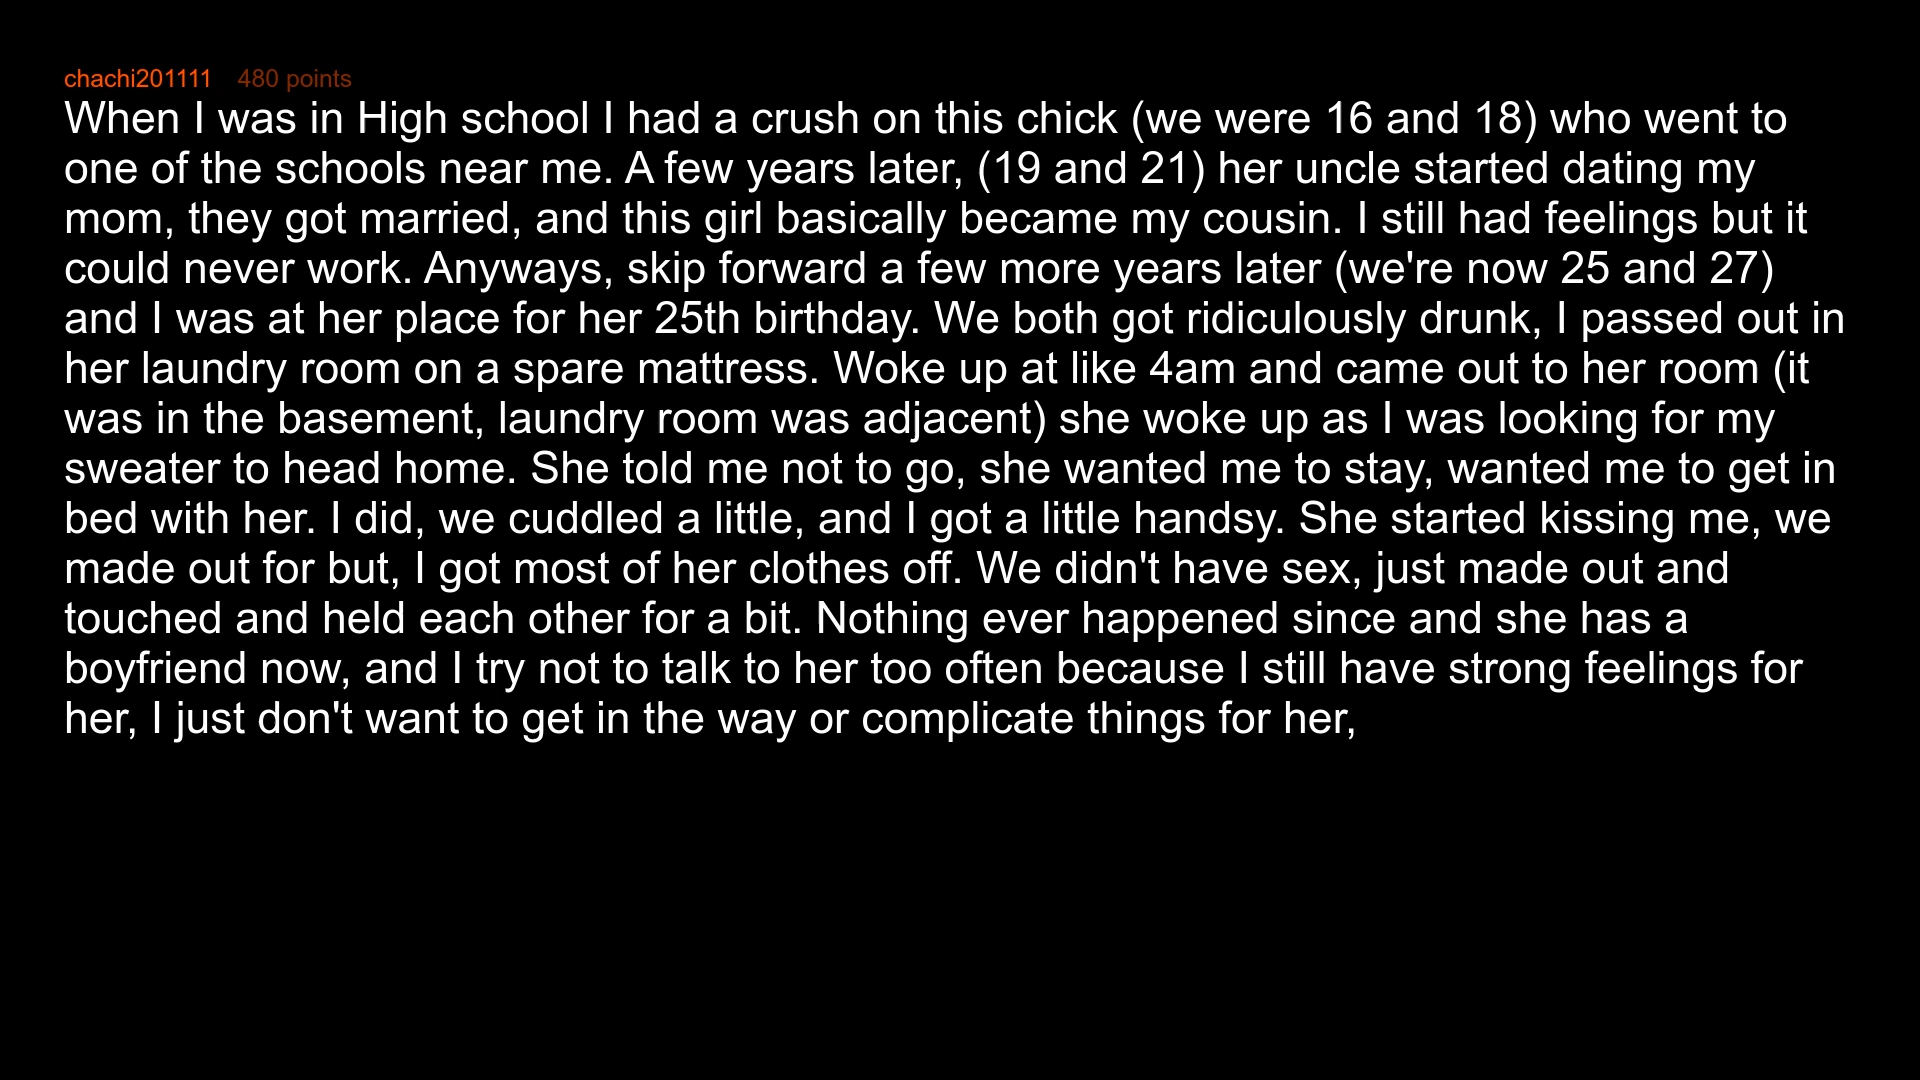 chachi201111 480 points
When I was in High school I had a crush on this chick (we were 16 and 18) who went to
one of the schools near me. A few years later, (19 and 21) her uncle started dating my
mom, they got married, and this girl basically became my cousin. I still had feelings but it
could never work. Anyways, skip forward a few more years later (we're now 25 and 27)
and I was at her place for her 25th birthday. We both got ridiculously drunk, I passed out in
her laundry room on a spare mattress. Woke up at like 4am and came out to her room (it
was in the basement, laundry room was adjacent) she woke up as I was looking for my
sweater to head home. She told me not to go, she wanted me to stay, wanted me to get in
bed with her. I did, we cuddled a little, and I got a little handsy. She started kissing me, we
made out for but, I got most of her clothes off. We didn't have sex, just made out and
touched and held each other for a bit. Nothing ever happened since and she has a
boyfriend now, and I try not to talk to her too often because I still have strong feelings for
her, I just don't want to get in the way or complicate things for her,